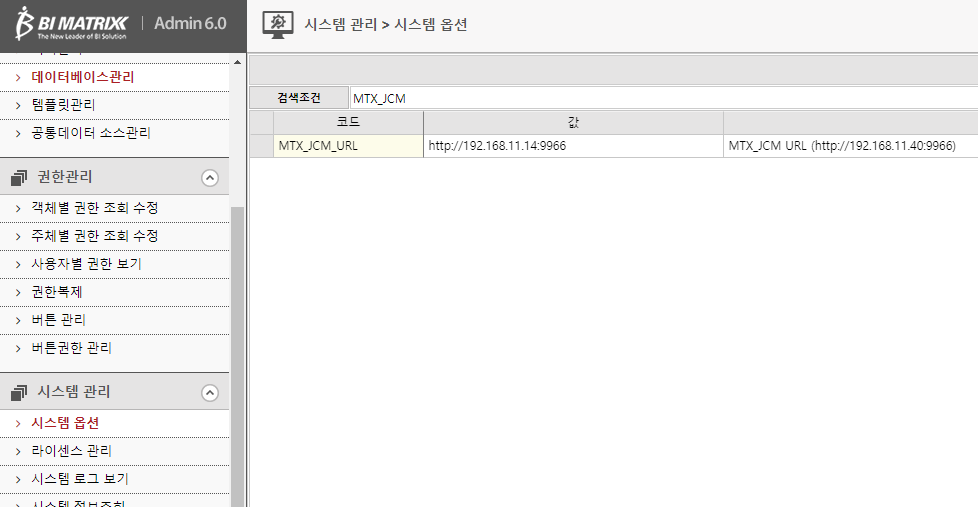 BI MATRIX
The New Leader of BI Solution
Admin 6.0
시스템 관리 > 시스템 옵션
데이터베이스관리
템플릿관리
공통데이터 소스관리
권한관리
객체별 권한 조회 수정
주체별 권한 조회 수정
사용자별 권한 보기
권한복제
버튼 관리
버튼권한 관리
시스템 관리
시스템 옵션
라이센스 관리
시스템 로그 보기
시스템 정보조회
검색조건 MTX_JCM
코드 값
MTX_JCM_URL http://192.168.11.14:9966 MTX_JCM URL (http://192.168.11.40:9966)